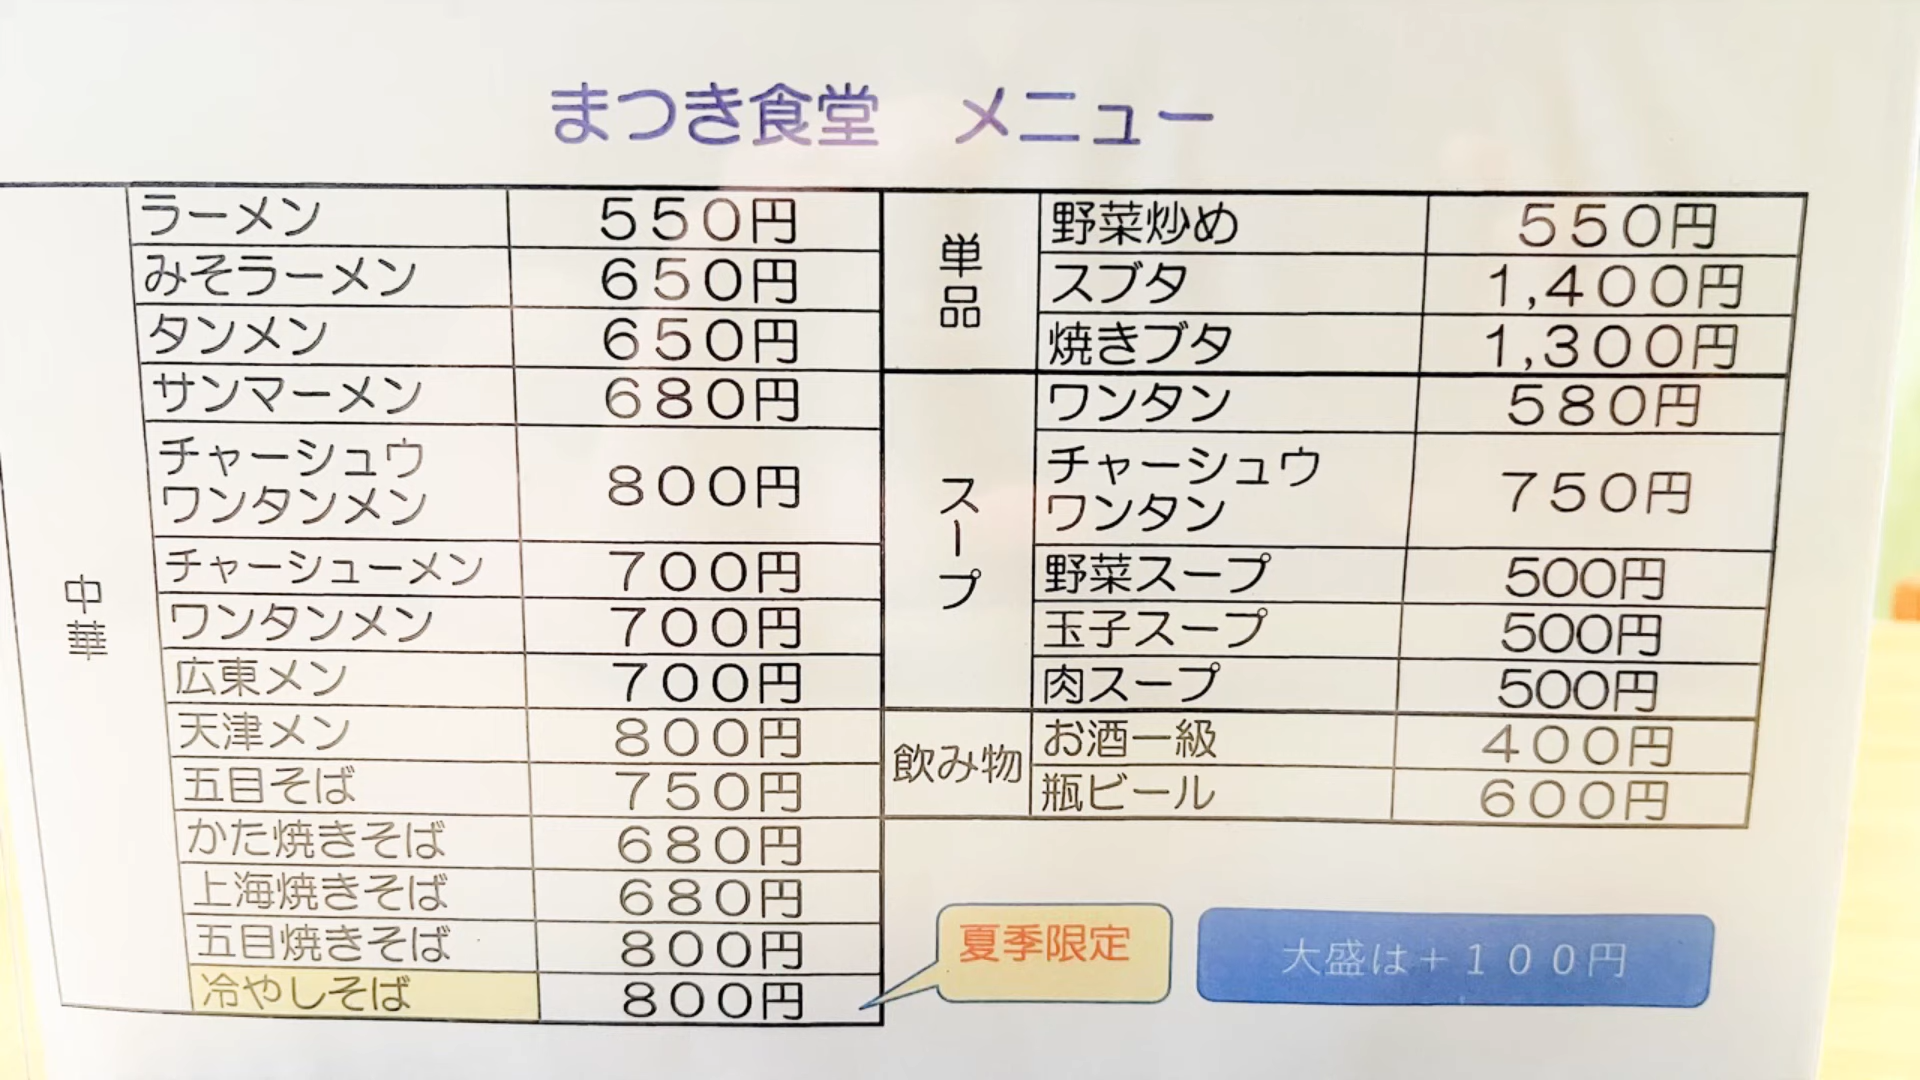 まつき食堂　メニュー
中華
ラーメン　５５０円
みそラーメン　６５０円
タンメン　６５０円
サンマーメン　６８０円
チャーシュウ
ワンタンメン　８００円
チャーシューメン　７００円
ワンタンメン　７００円
広東メン　７００円
天津メン　８００円
五目そば　７５０円
かた焼きそば　６８０円
上海焼きそば　６８０円
五目焼きそば　８００円
冷やしそば　８００円
単品
野菜炒め　５５０円
スブタ　１,４００円
焼きブタ　１,３００円
スープ
ワンタン　５８０円
チャーシュウ
ワンタン　７５０円
野菜スープ　500円
玉子スープ　500円
肉スープ　500円
飲み物
お酒一級　４００円
瓶ビール　６００円
夏季限定
大盛は＋１００円